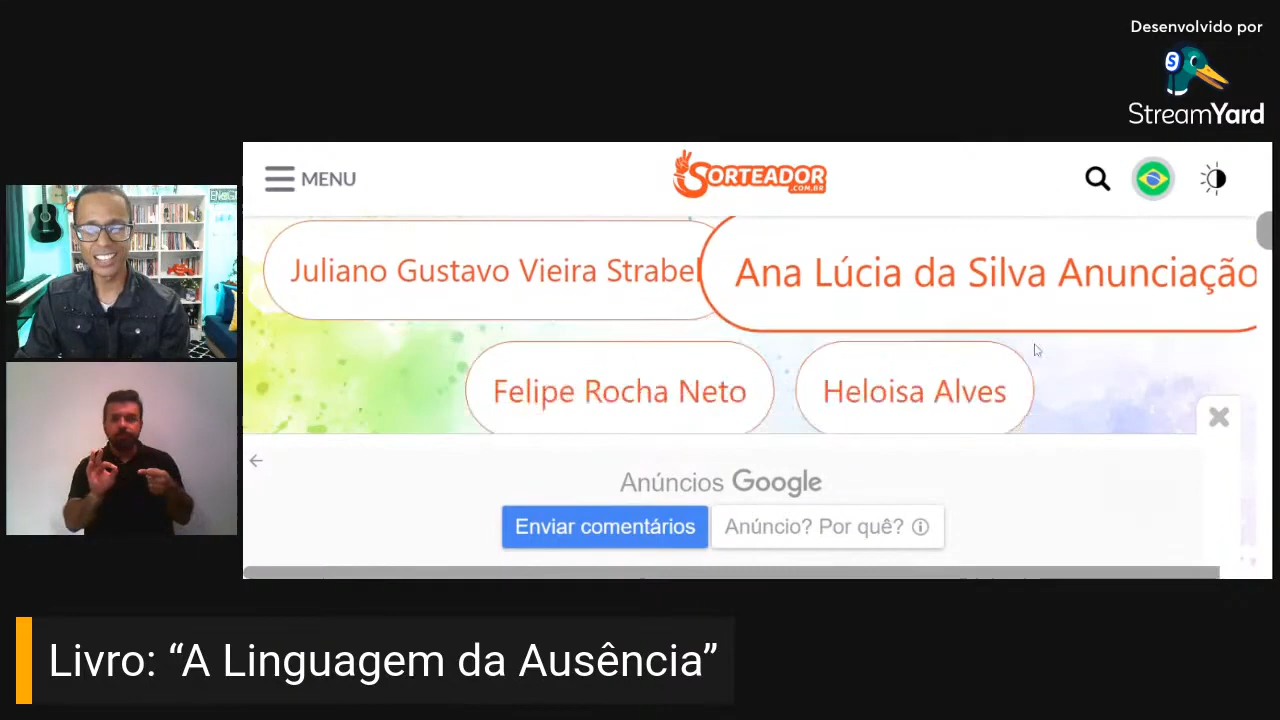 Desenvolvido por
StreamYard
MENU
SORTEADOR
.COM.BR
Juliano Gustavo Vieira Strabel
Ana Lúcia da Silva Anunciação
Felipe Rocha Neto
Heloisa Alves
Anúncios Google
Enviar comentários
Anúncio? Por quê?
Livro: “A Linguagem da Ausência”